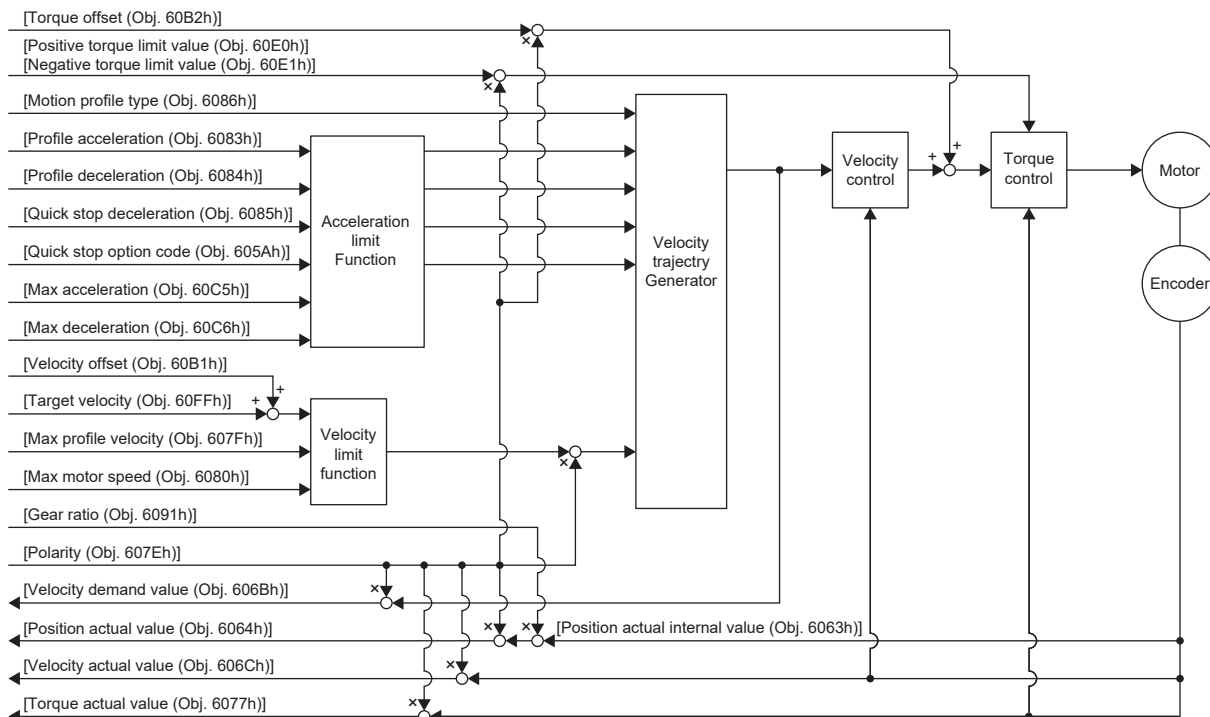 [Torque offset (Obj. 60B2h)]
×
[Positive torque limit value (Obj. 60E0h)]
[Negative torque limit value (Obj. 60E1h)]
×
[Motion profile type (Obj. 6086h)]
[Profile acceleration (Obj. 6083h)]
[Profile deceleration (Obj. 6084h)]
[Quick stop deceleration (Obj. 6085h)]
[Quick stop option code (Obj. 605Ah)]
[Max acceleration (Obj. 60C5h)]
[Max deceleration (Obj. 60C6h)]
Acceleration
limit
Function
Velocity
trajectry
Generator
Velocity
control
+
+
Torque
control
Motor
Encoder
[Velocity offset (Obj. 60B1h)]
+
[Target velocity (Obj. 60FFh)]
+
[Max profile velocity (Obj. 607Fh)]
[Max motor speed (Obj. 6080h)]
Velocity
limit
function
×
[Gear ratio (Obj. 6091h)]
[Polarity (Obj. 607Eh)]
[Velocity demand value (Obj. 606Bh)]
×
[Position actual value (Obj. 6064h)]
×
×
[Position actual internal value (Obj. 6063h)]
[Velocity actual value (Obj. 606Ch)]
×
[Torque actual value (Obj. 6077h)]
×